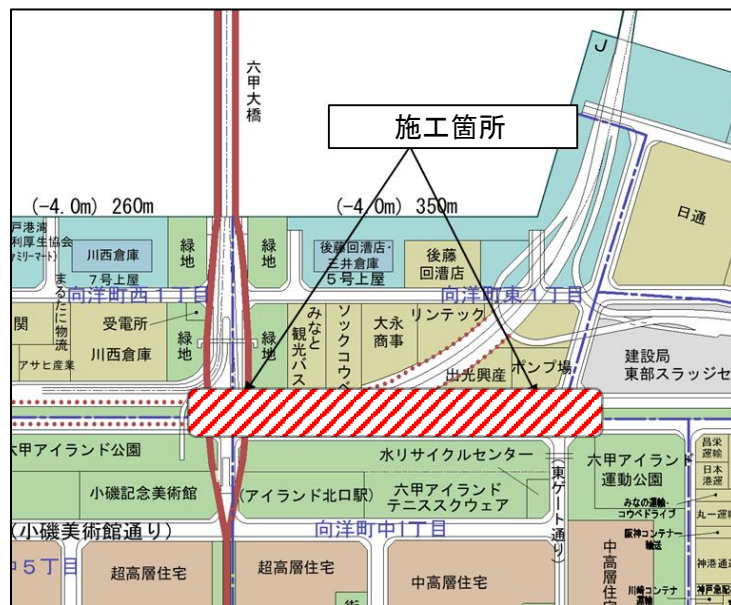 六甲大橋
J
施工箇所
(-4.0m) 260m
(-4.0m) 350m
戸港湾
利厚生協会
緑地
緑地
川西倉庫
7号上屋
後藤回漕店・
三井倉庫
5号上屋
後藤
回漕店
日通
向洋町西1丁目
向洋町東1丁目
まるたに物流
受電所
関
川西倉庫
アサヒ産業
緑地
緑地
みなと
観光バス
ソックコウベ
大永
商事
リンテック
出光興産
ポンプ場
建設局
東部スラッジセ
六甲アイランド公園
水リサイクルセンター
小磯記念美術館
(アイランド北口駅)
六甲アイランド
テニススクウェア
(東ゲート通り)
六甲アイランド
運動公園
昌栄
運輸
日本
港運
みなの運輸・
コウベドライブ
丸一運輸
阪神コンテナー
輸送
(小磯美術館通り)
向洋町中1丁目
中5丁目
超高層住宅
超高層住宅
中高層住宅
中高層住
神港通運
川崎コンテナ
運輸
神戸急配
街